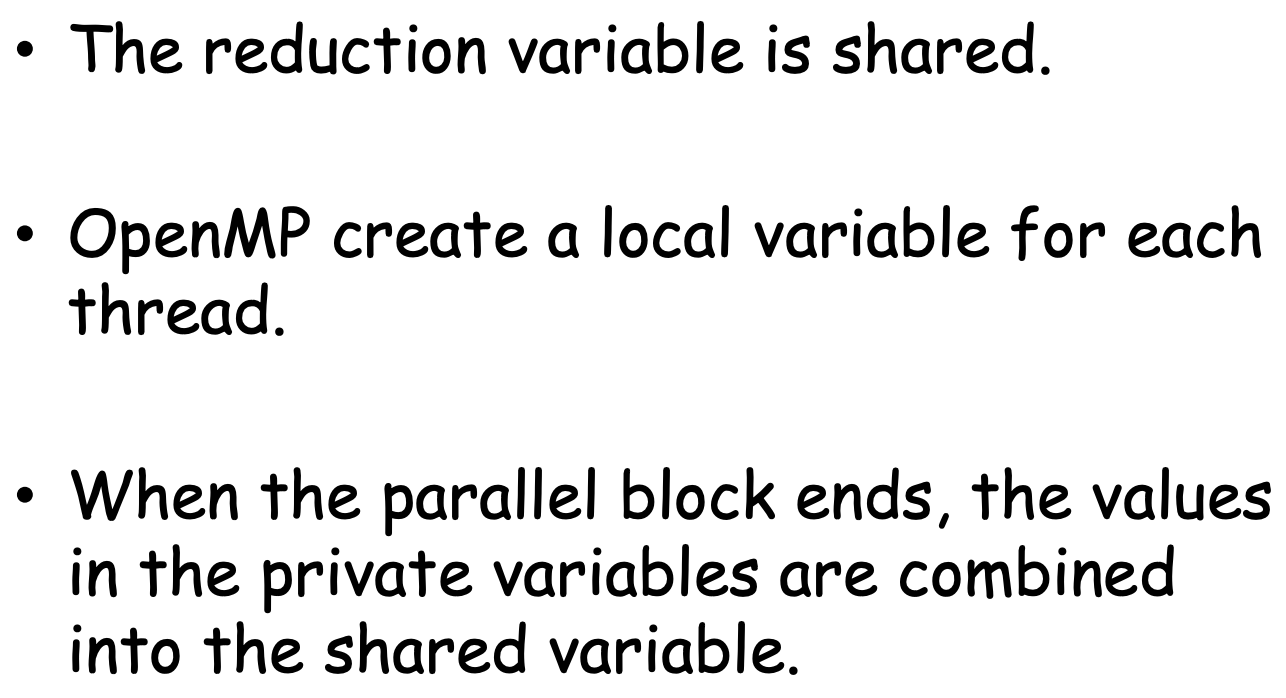 • The reduction variable is shared.
• OpenMP create a local variable for each
thread.
• When the parallel block ends, the values
in the private variables are combined
into the shared variable.